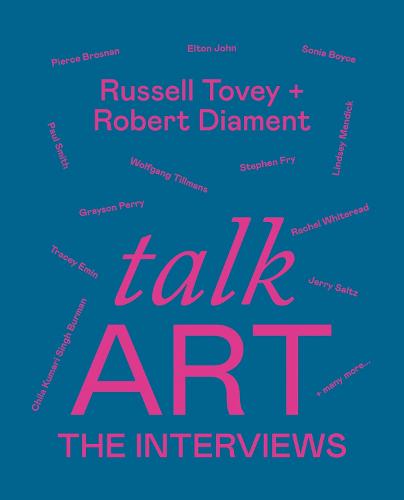 Pierce Brosnan
Elton John
Sonia Boyce
Russell Tovey +
Robert Diament
Paul Smith
Lindsey Mendick
Wolfgang Tillmans
Stephen Fry
Grayson Perry
Rachel Whiteread
talk
Tracey Emin
Jerry Saltz
Chila Kumari Singh Burman
ART
+ many more...
THE INTERVIEWS